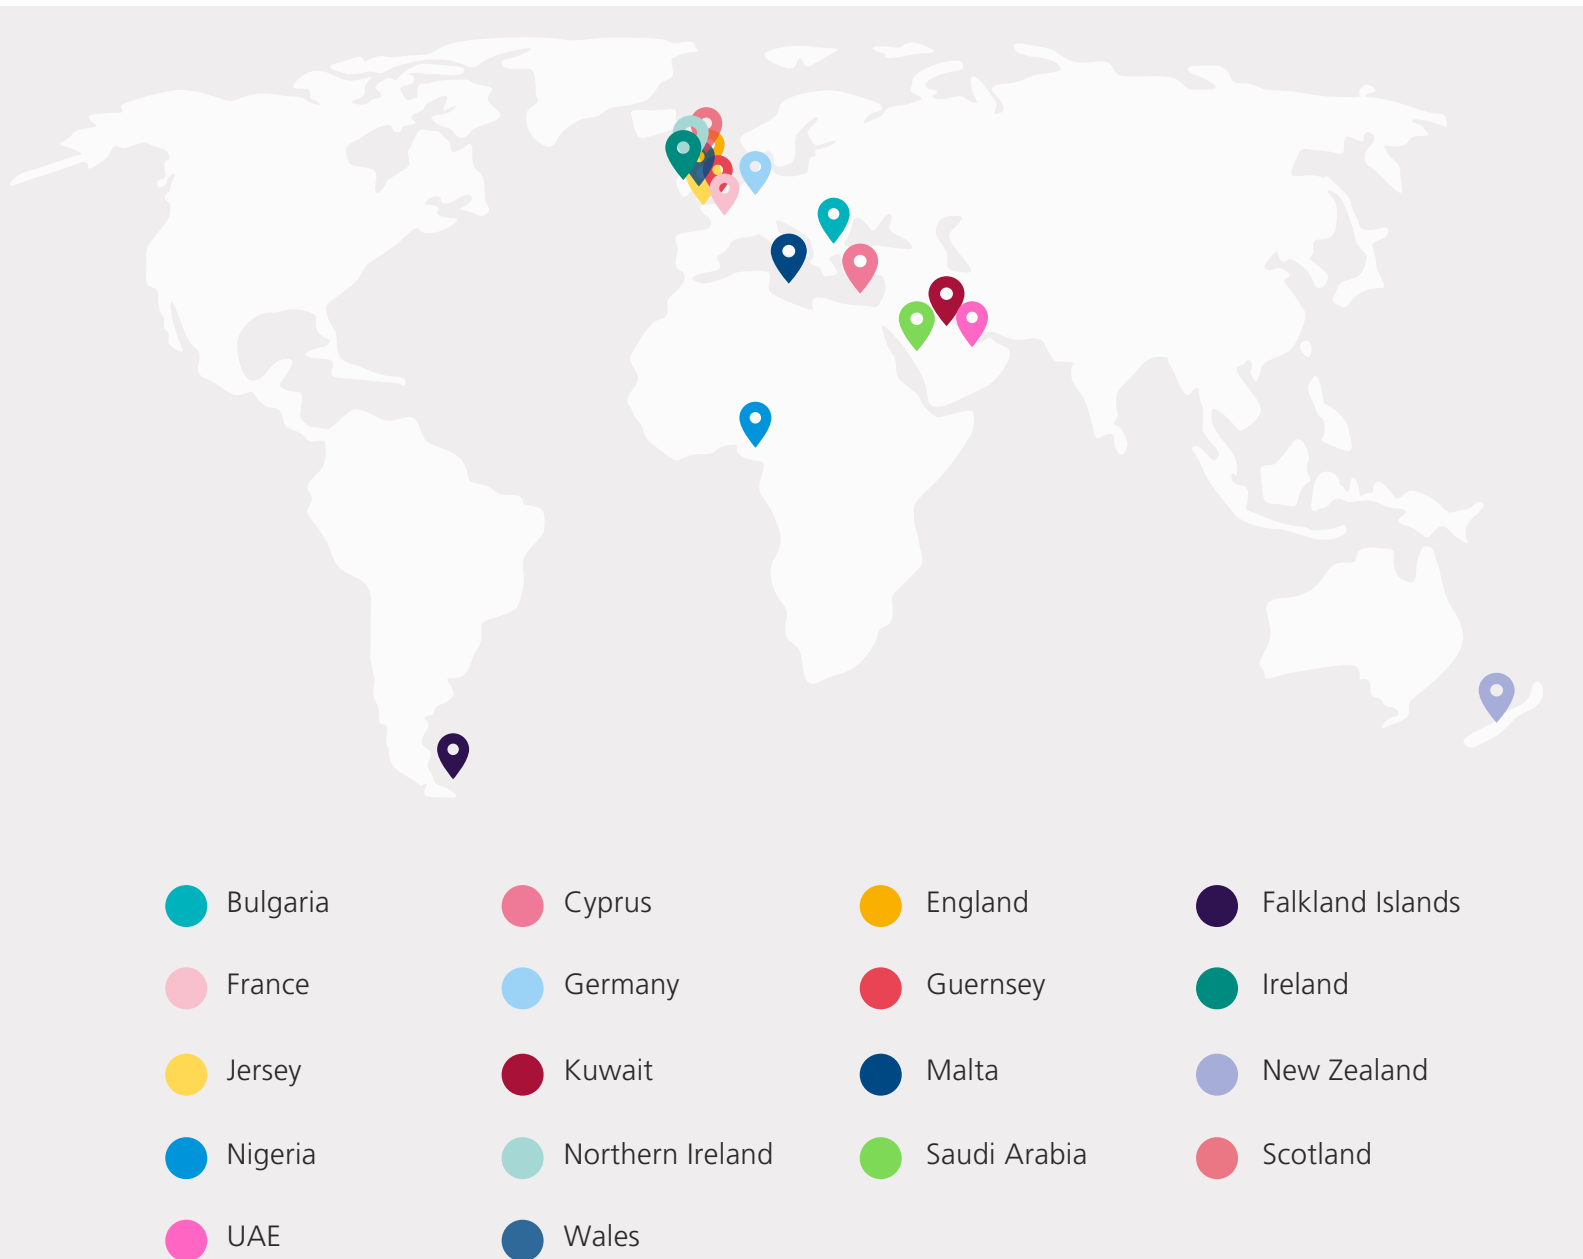 Bulgaria
Cyprus
England
Falkland Islands
France
Germany
Guernsey
Ireland
Jersey
Kuwait
Malta
New Zealand
Nigeria
Northern Ireland
Saudi Arabia
Scotland
UAE
Wales